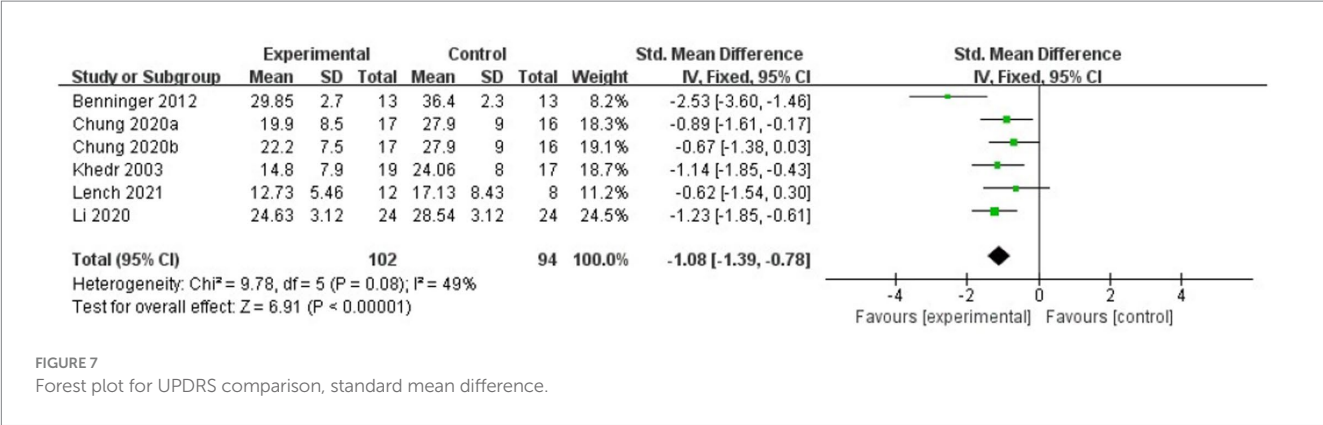 Experimental Control Std. Mean Difference Std. Mean Difference
Study or Subgroup Mean SD Total Mean SD Total Weight IV, Fixed, 95% CI IV, Fixed, 95% CI
Benninger 2012 29.85 2.7 13 36.4 2.3 13 8.2% -2.53 [-3.60, -1.46]
Chung 2020a 19.9 8.5 17 27.9 9 16 18.3% -0.89 [-1.61, -0.17]
Chung 2020b 22.2 7.5 17 27.9 9 16 19.1% -0.67 [-1.38, 0.03]
Khedr 2003 14.8 7.9 19 24.06 8 17 18.7% -1.14 [-1.85, -0.43]
Lench 2021 12.73 5.46 12 17.13 8.43 8 11.2% -0.62 [-1.54, 0.30]
Li 2020 24.63 3.12 24 28.54 3.12 24 24.5% -1.23 [-1.85, -0.61]
Total (95% CI) 102 94 100.0% -1.08 [-1.39, -0.78]
Heterogeneity: Chi² = 9.78, df = 5 (P = 0.08); I² = 49%
Test for overall effect: Z = 6.91 (P < 0.00001)
-4 -2 0 2 4
Favours [experimental] Favours [control]
FIGURE 7
Forest plot for UPDRS comparison, standard mean difference.